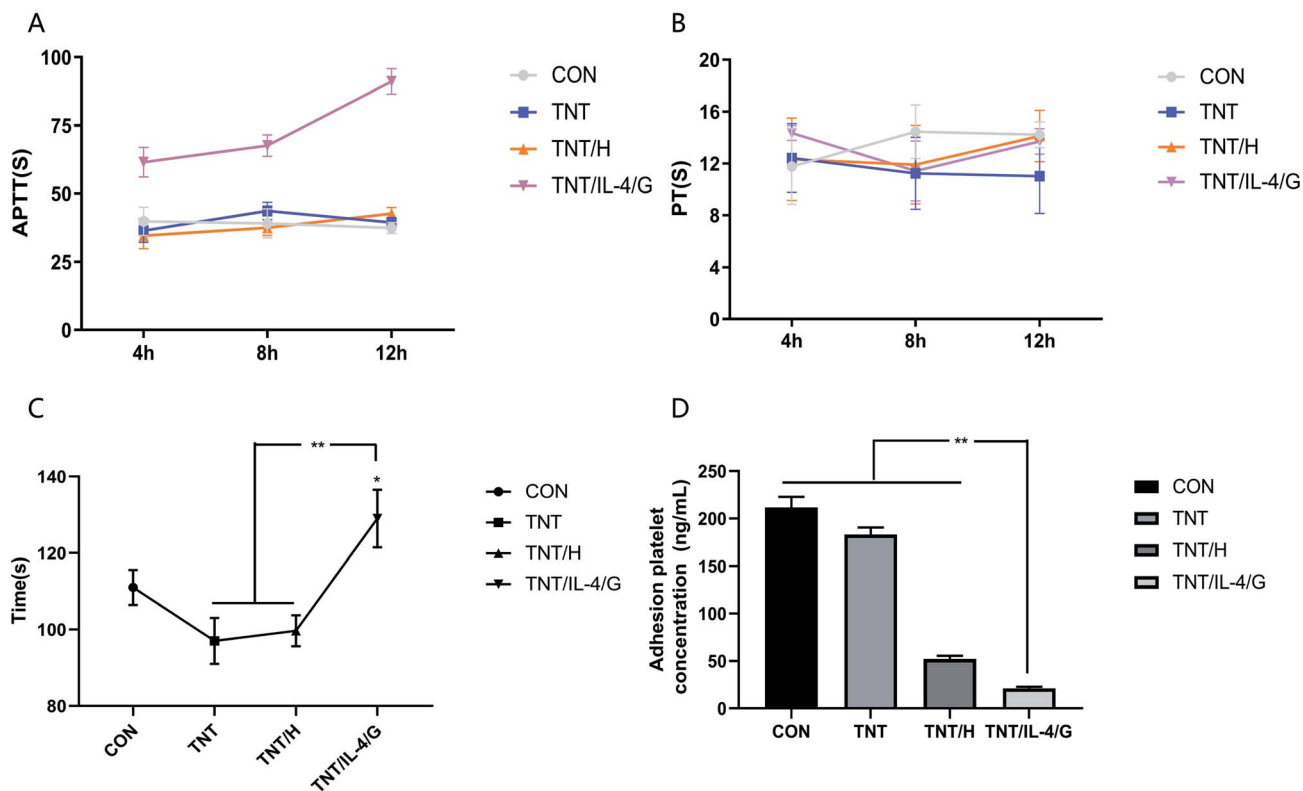 A
APTT(S)
100
75
50
25
0
4h 8h 12h
CON
TNT
TNT/H
TNT/IL-4/G
B
PT(S)
20
16
12
8
4
0
4h 8h 12h
CON
TNT
TNT/H
TNT/IL-4/G
C
Time(s)
140
120
100
80
**
*
CON TNT TNT/H TNT/IL-4/G
CON
TNT
TNT/H
TNT/IL-4/G
D
Adhesion platelet
concentration (ng/mL)
250
200
150
100
50
0
**
CON TNT TNT/H TNT/IL-4/G
CON
TNT
TNT/H
TNT/IL-4/G